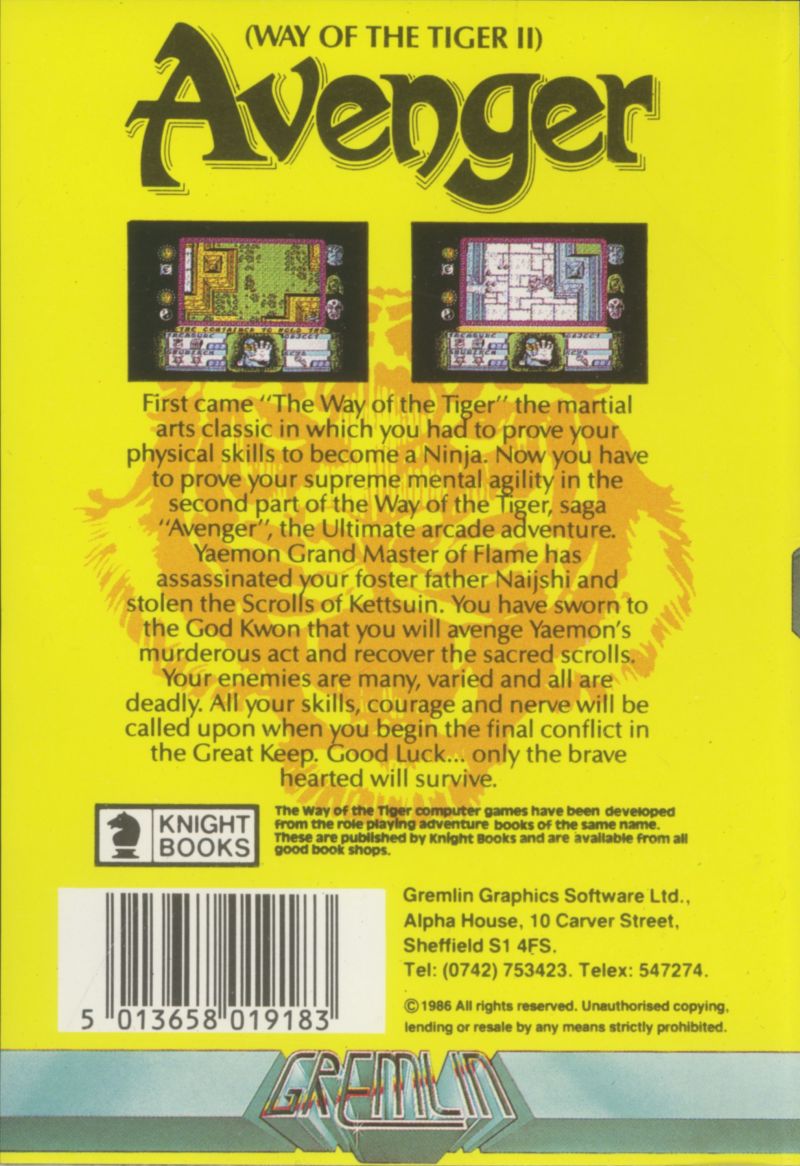 (WAY OF THE TIGER II)
Avenger
THE CONTAINER TO HOLD THE
TREASURE
OBJECT
TREASURE
OBJECT
First came "The Way of the Tiger" the martial
arts classic in which you had to prove your
physical skills to become a Ninja. Now you have
to prove your supreme mental agility in the
second part of the Way of the Tiger, saga
"Avenger", the Ultimate arcade adventure.
Yaemon Grand Master of Flame has
assassinated your foster father Naijshi and
stolen the Scrolls of Kettsuin. You have sworn to
the God Kwon that you will avenge Yaemon's
murderous act and recover the sacred scrolls.
Your enemies are many, varied and all are
deadly. All your skills, courage and nerve will be
called upon when you begin the final conflict in
the Great Keep. Good Luck... only the brave
hearted will survive.
KNIGHT
BOOKS
The Way of the Tiger computer games have been developed
from the role playing adventure books of the same name.
These are published by Knight Books and are available from all
good book shops.
Gremlin Graphics Software Ltd.,
Alpha House, 10 Carver Street,
Sheffield S1 4FS.
Tel: (0742) 753423. Telex: 547274.
© 1986 All rights reserved. Unauthorised copying,
lending or resale by any means strictly prohibited.
5 013658 019183
GREMLIN